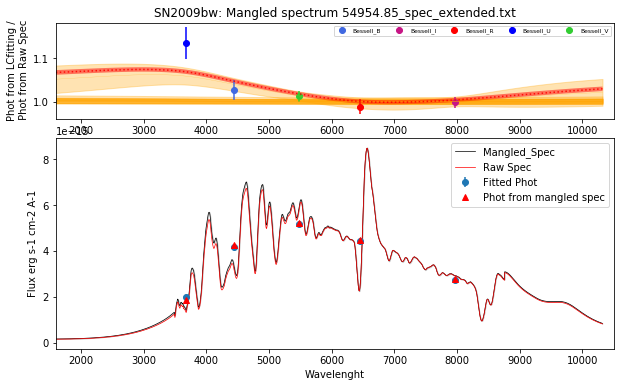 SN2009bw: Mangled spectrum 54954.85_spec_extended.txt
Phot from LCfitting /
Phot from Raw Spec
1.1
1.0
Bessell_B
Bessell_I
Bessell_R
Bessell_U
Bessell_V
2000 3000 4000 5000 6000 7000 8000 9000 10000
1e−15
Flux erg s-1 cm-2 A-1
8
6
4
2
0
Mangled_Spec
Raw Spec
Fitted Phot
Phot from mangled spec
2000 3000 4000 5000 6000 7000 8000 9000 10000
Wavelenght